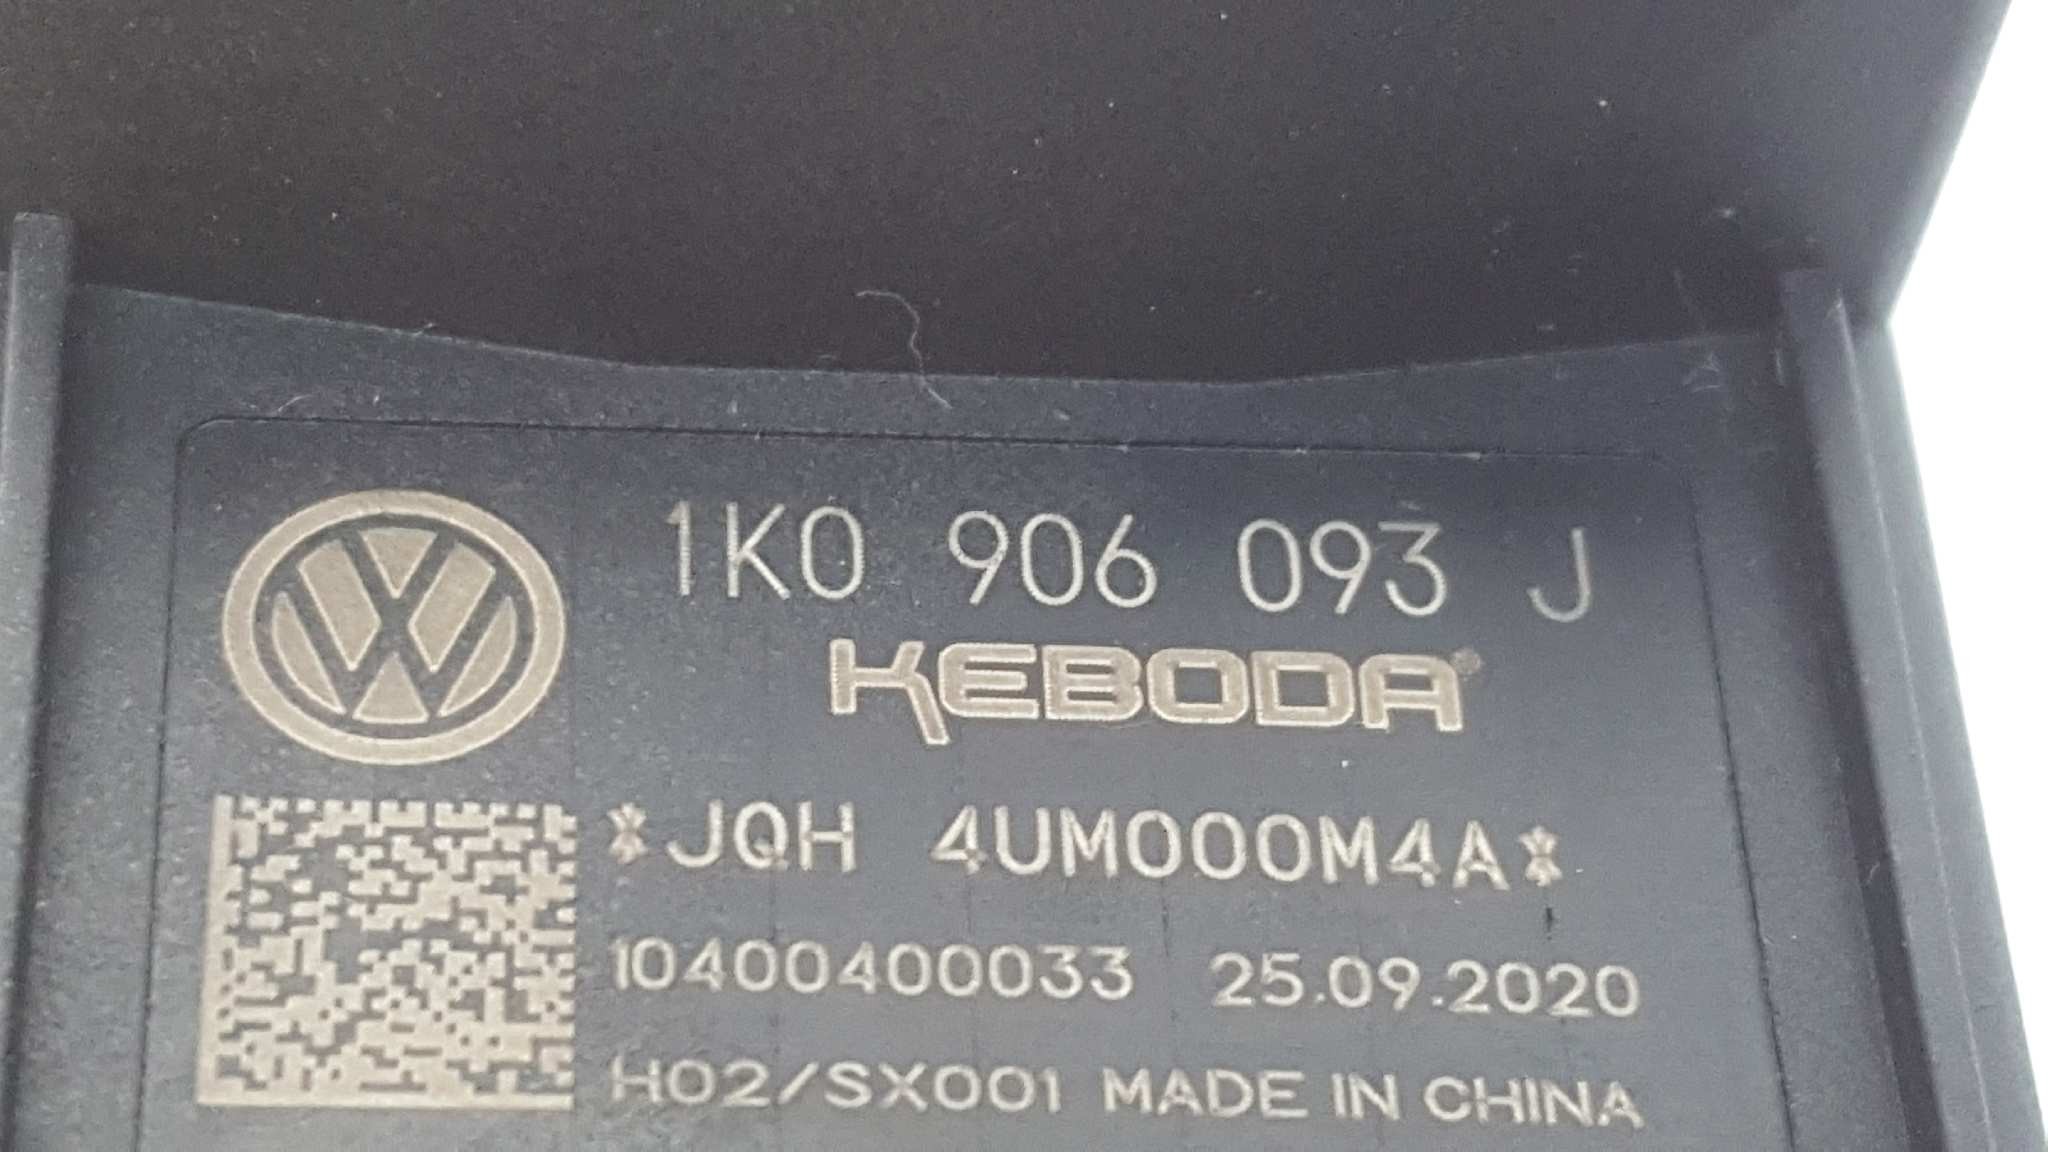 1K0 906 093 J
KEBODA
*JQH 4UM000M4A*
10400400033 25.09.2020
H02/SX001 MADE IN CHINA